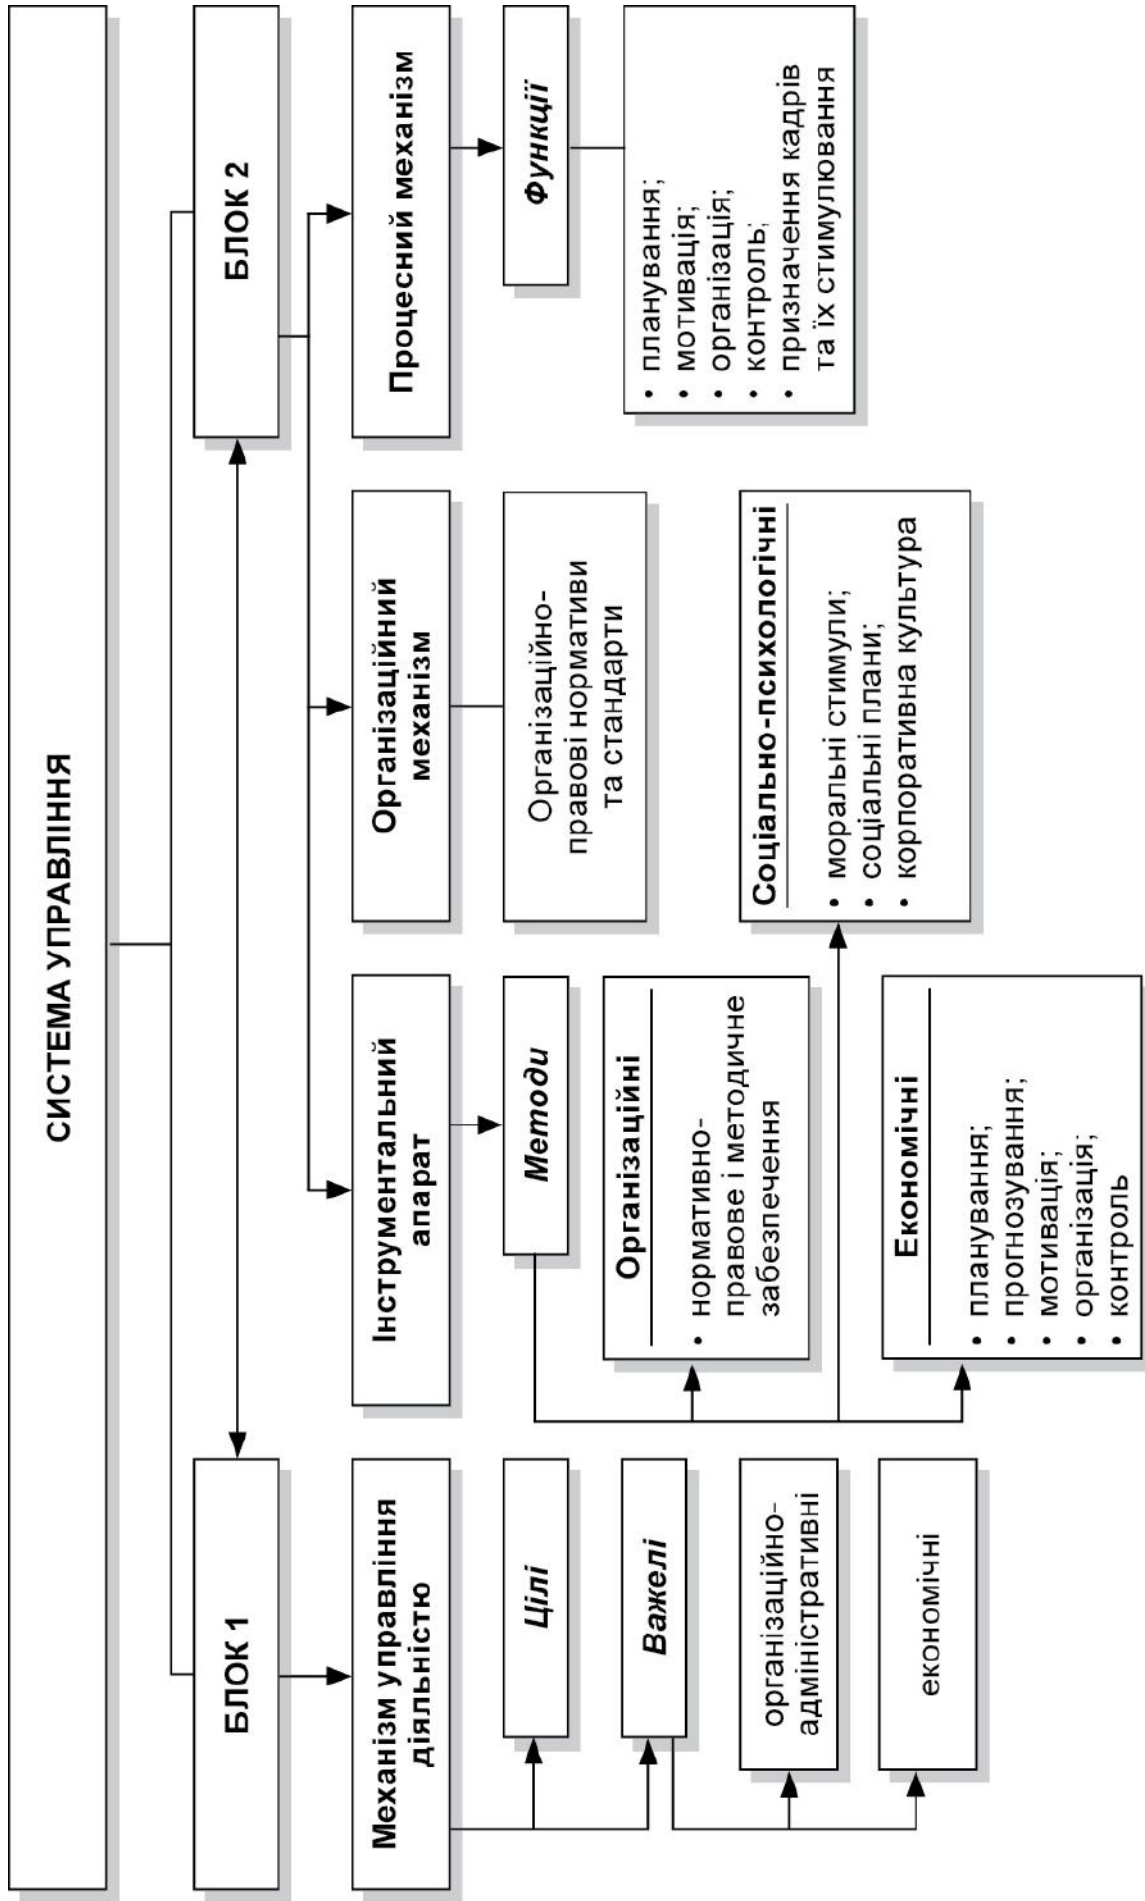 СИСТЕМА УПРАВЛІННЯ
БЛОК 1
БЛОК 2
Механізм управління
діяльністю
Інструментальний
апарат
Організаційний
механізм
Процесний механізм
Цілі
Методи
Організаційно-
правові нормативи
та стандарти
Функції
Важелі
Організаційні
• нормативно-
правове і методичне
забезпечення
• планування;
• мотивація;
• організація;
• контроль;
• призначення кадрів
та їх стимулювання
організаційно-
адміністративні
Соціально-психологічні
• моральні стимули;
• соціальні плани;
• корпоративна культура
економічні
Економічні
• планування;
• прогнозування;
• мотивація;
• організація;
• контроль